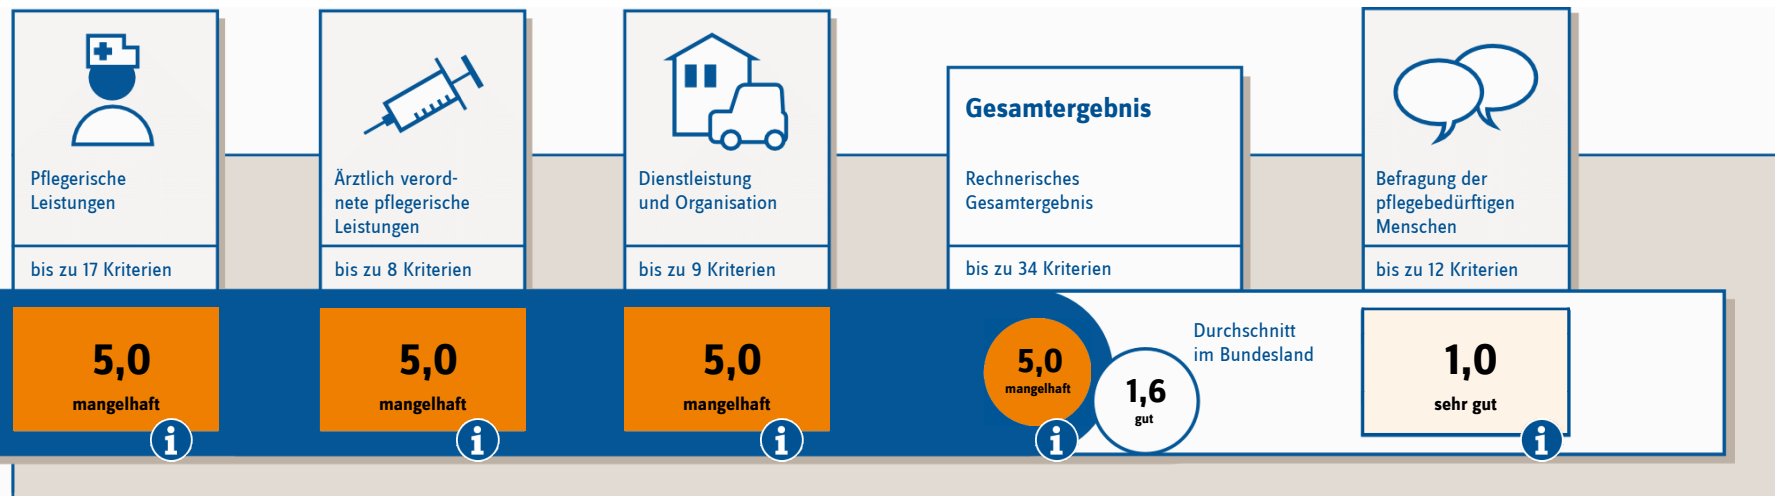 Pflegerische
Leistungen
bis zu 17 Kriterien
5,0
mangelhaft
i
Ärztlich verord-
nete pflegerische
Leistungen
bis zu 8 Kriterien
5,0
mangelhaft
i
Dienstleistung
und Organisation
bis zu 9 Kriterien
5,0
mangelhaft
i
Gesamtergebnis
Rechnerisches
Gesamtergebnis
bis zu 34 Kriterien
5,0
mangelhaft
i
1,6
gut
Durchschnitt
im Bundesland
Befragung der
pflegebedürftigen
Menschen
bis zu 12 Kriterien
1,0
sehr gut
i